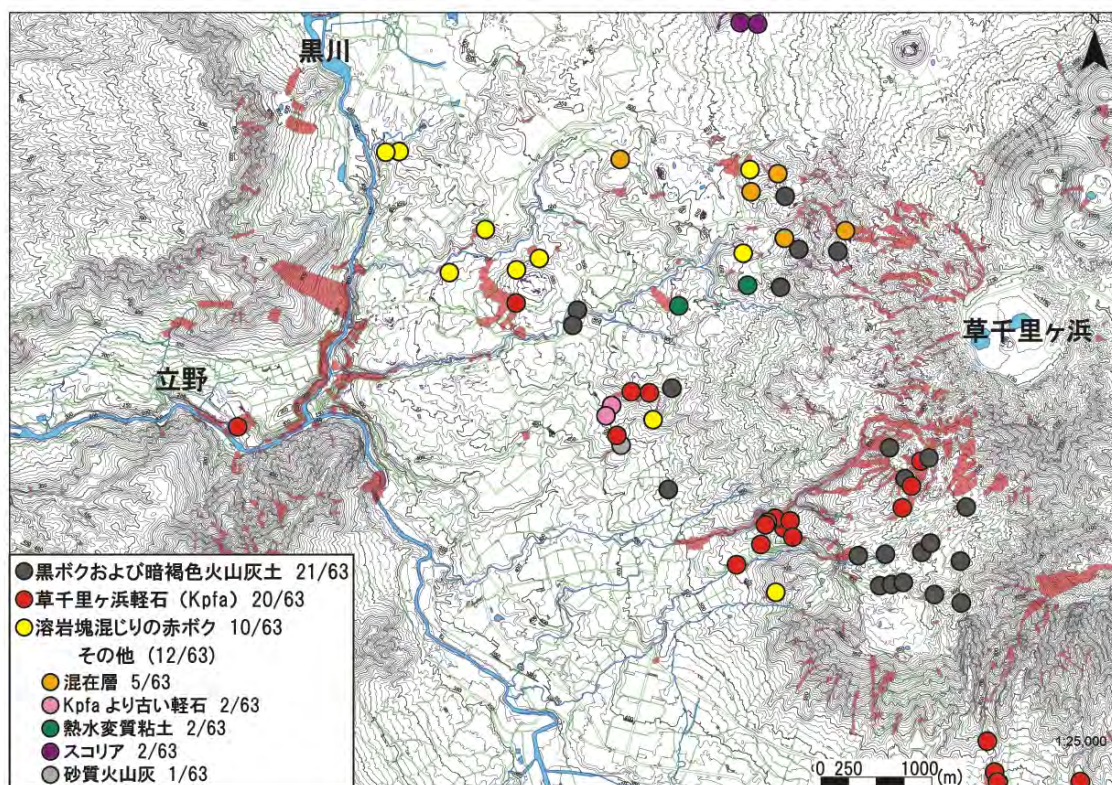 N
黒川
草千里ヶ浜
立野
黒ボクおよび暗褐色火山灰土 21/63
草千里ヶ浜軽石 (Kpfa) 20/63
溶岩塊混じりの赤ボク 10/63
その他 (12/63)
混在層 5/63
Kpfa より古い軽石 2/63
熱水変質粘土 2/63
スコリア 2/63
砂質火山灰 1/63
1:25,000
0 250 1000(m)